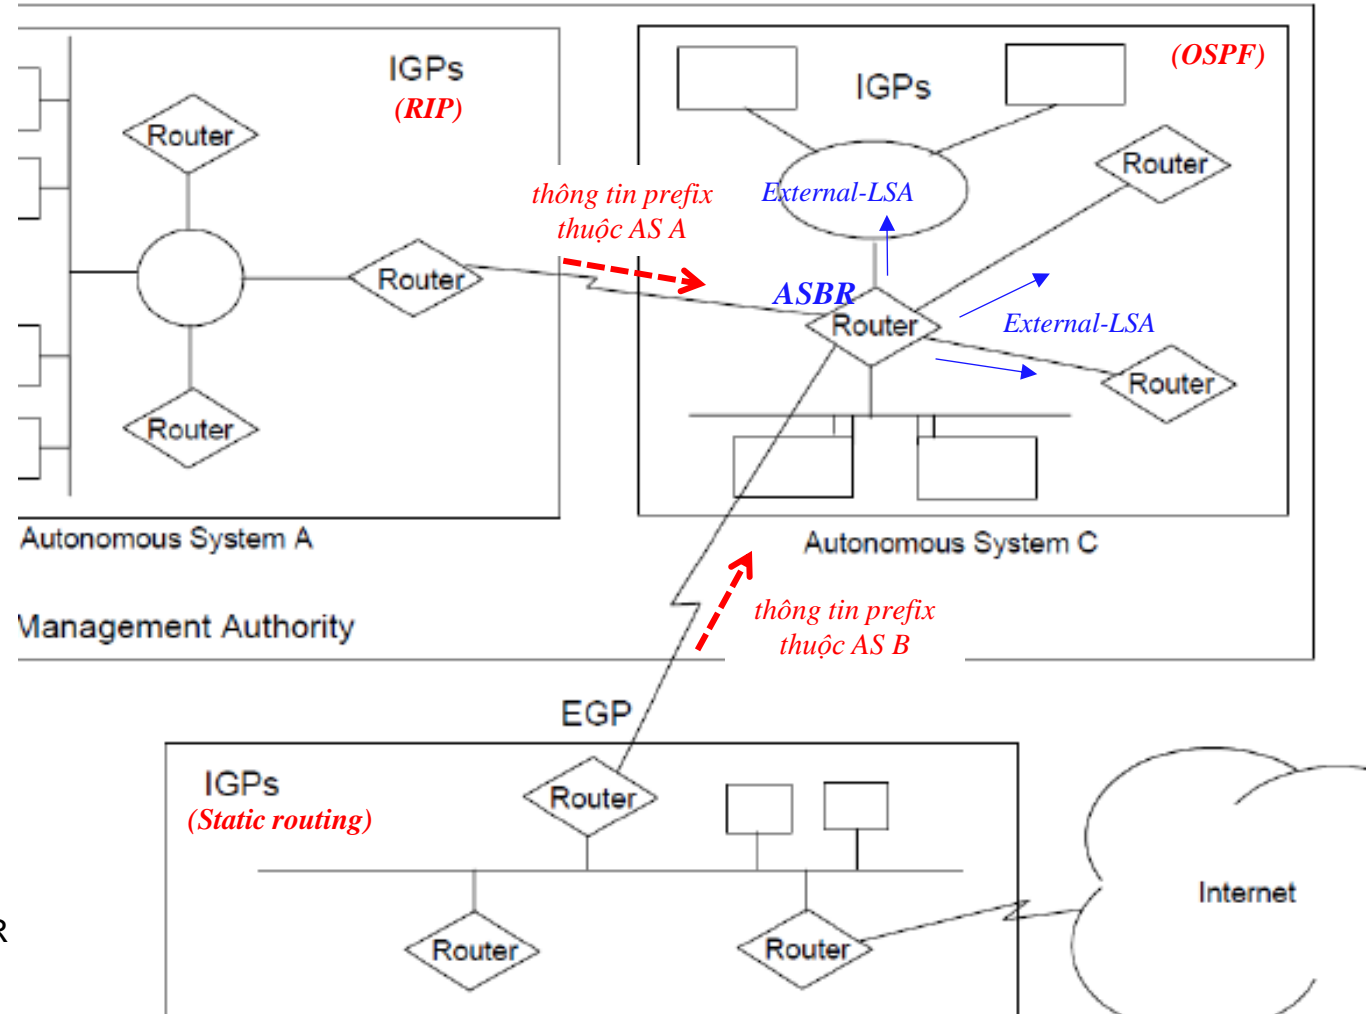 IGPs
(RIP)
Router
Router
Router
Autonomous System A
thông tin prefix
thuộc AS A
(OSPF)
IGPs
Router
External-LSA
ASBR
Router
External-LSA
Router
Autonomous System C
Management Authority
thông tin prefix
thuộc AS B
EGP
IGPs
(Static routing)
Router
Router
Router
Internet
R